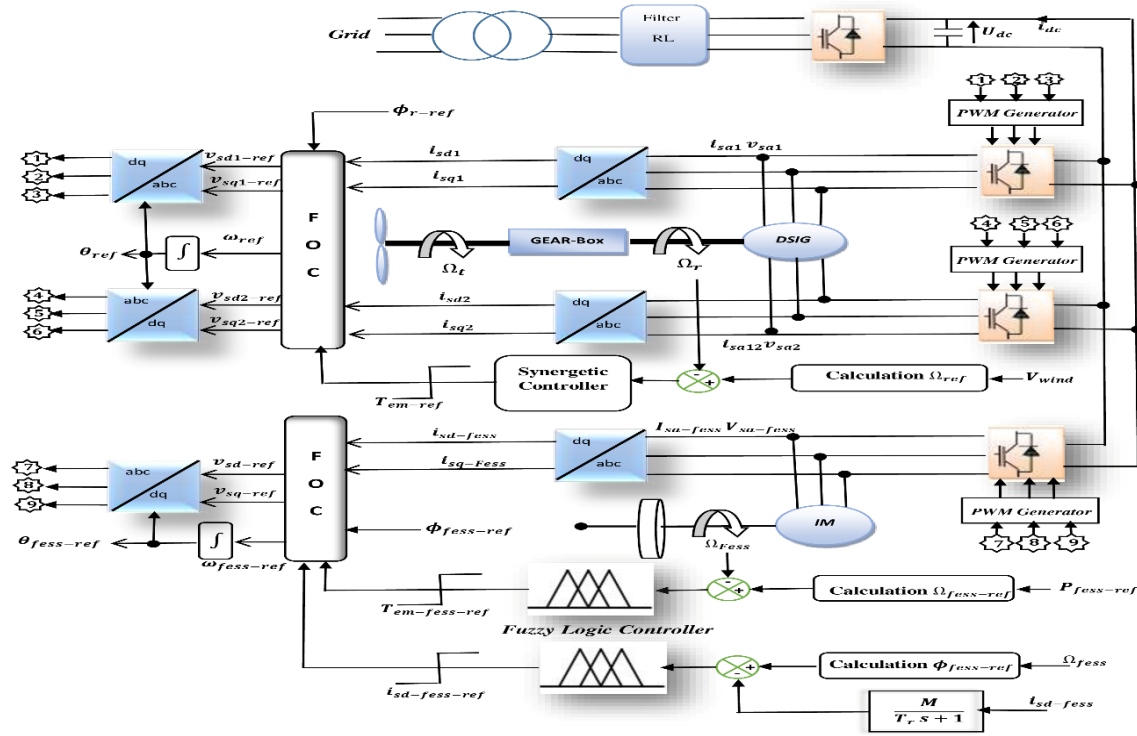 Grid
Filter
RL
U_dc
i_dc
1 2 3
PWM Generator
ϕ_r-ref
dq
abc
v_sd1-ref
v_sq1-ref
1
2
3
i_sd1
i_sq1
dq
abc
i_sa1 v_sa1
F
O
C
GEAR-Box
DSIG
Ω_t
Ω_r
θ_ref
∫
ω_ref
4 5 6
PWM Generator
abc
dq
v_sd2-ref
v_sq2-ref
4
5
6
i_sd2
i_sq2
dq
abc
i_sa12 v_sa2
T_em-ref
Synergetic
Controller
-
+
Calculation Ω_ref
V_wind
i_sd-fess
i_sq-Fess
dq
abc
I_sa-fess V_sa-fess
F
O
C
abc
dq
v_sd-ref
v_sq-ref
7
8
9
PWM Generator
7 8 9
θ_fess-ref
∫
ω_fess-ref
ϕ_fess-ref
IM
Ω_Fess
T_em-fess-ref
-
+
Calculation Ω_fess-ref
P_fess-ref
Fuzzy Logic Controller
i_sd-fess-ref
+
-
Calculation ϕ_fess-ref
Ω_fess
M
T_r s + 1
i_sd-fess